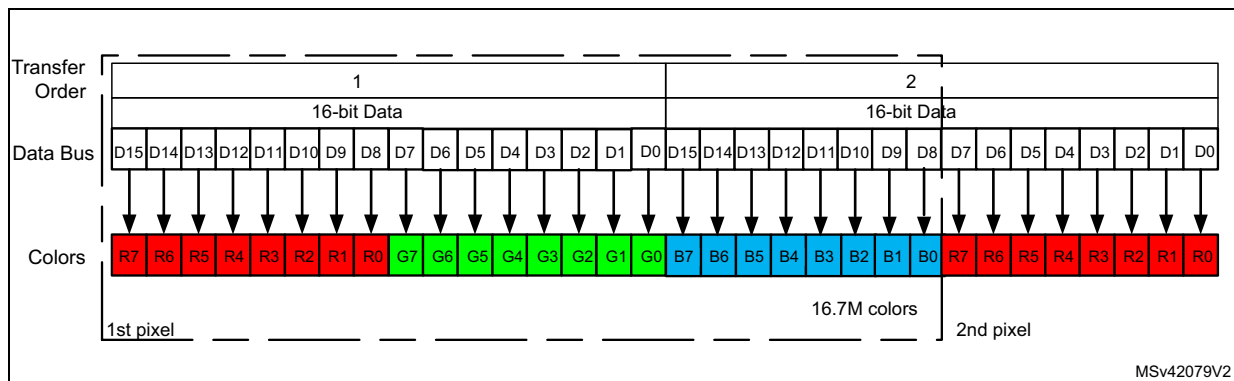 Transfer Order
1 2
16-bit Data 16-bit Data
Data Bus D15 D14 D13 D12 D11 D10 D9 D8 D7 D6 D5 D4 D3 D2 D1 D0 D15 D14 D13 D12 D11 D10 D9 D8 D7 D6 D5 D4 D3 D2 D1 D0
Colors R7 R6 R5 R4 R3 R2 R1 R0 G7 G6 G5 G4 G3 G2 G1 G0 B7 B6 B5 B4 B3 B2 B1 B0 R7 R6 R5 R4 R3 R2 R1 R0
16.7M colors
1st pixel 2nd pixel
MSv42079V2